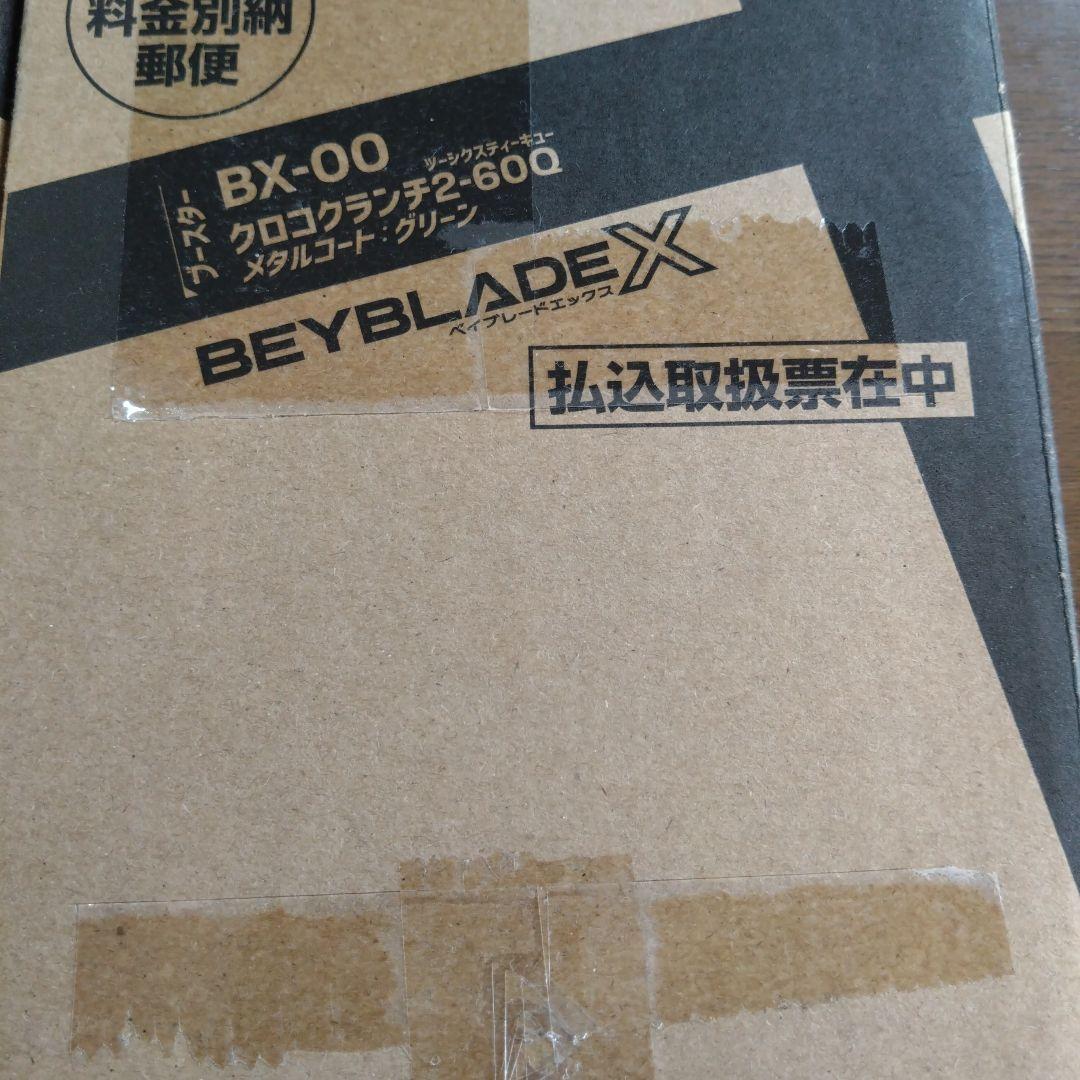 料金別納
郵便
ブースター
BX-00
ツーシクスティーキュー
クロコクランチ2-60Q
メタルコート:グリーン
BEYBLADE X
ベイブレードエックス
払込取扱票在中